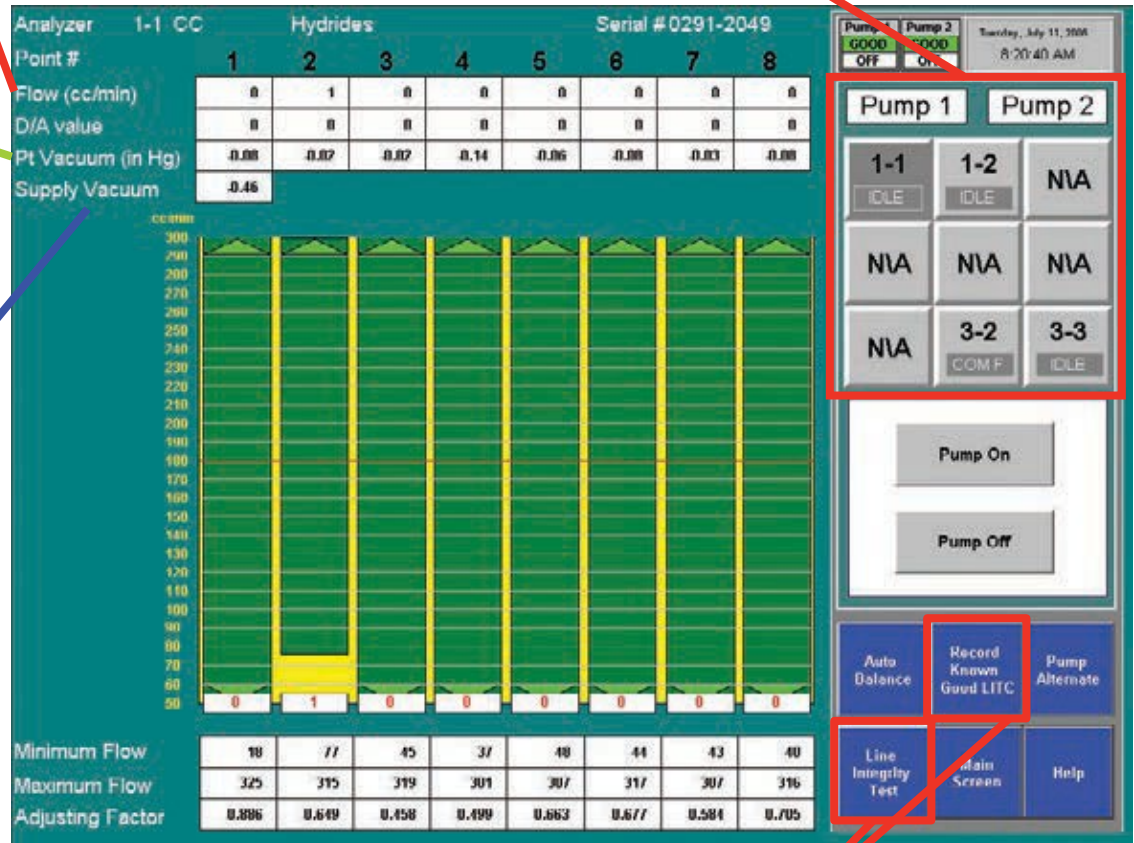 Analyzer 1-1 CC Hydrides Serial # 0291-2049
Point # 1 2 3 4 5 6 7 8
Flow (cc/min) 0 1 0 0 0 0 0 0
D/A value 0 0 0 0 0 0 0 0
Pt Vacuum (in Hg) -0.08 -0.07 -0.14 -0.06 -0.08 -0.03 -0.08
Supply Vacuum -0.46
cc/min
300
290
280
270
260
250
240
230
220
210
200
190
180
170
160
150
140
130
120
110
100
90
80
70
60
50
0 1 0 0 0 0 0 0
Minimum Flow 18 77 45 37 48 44 43 40
Maximum Flow 325 315 319 301 307 317 307 316
Adjusting Factor 0.886 0.649 0.458 0.499 0.663 0.677 0.584 0.705
Pump 1 Pump 2
GOOD GOOD
OFF OFF
Tuesday, July 11, 2006
8:20:40 AM
Pump 1 Pump 2
1-1 1-2 N\A
IDLE IDLE
N\A N\A N\A
N\A 3-2 3-3
COM F IDLE
Pump On
Pump Off
Auto
Balance
Record
Known
Good LITC
Pump
Alternate
Line
Integrity
Test
Main
Screen
Help